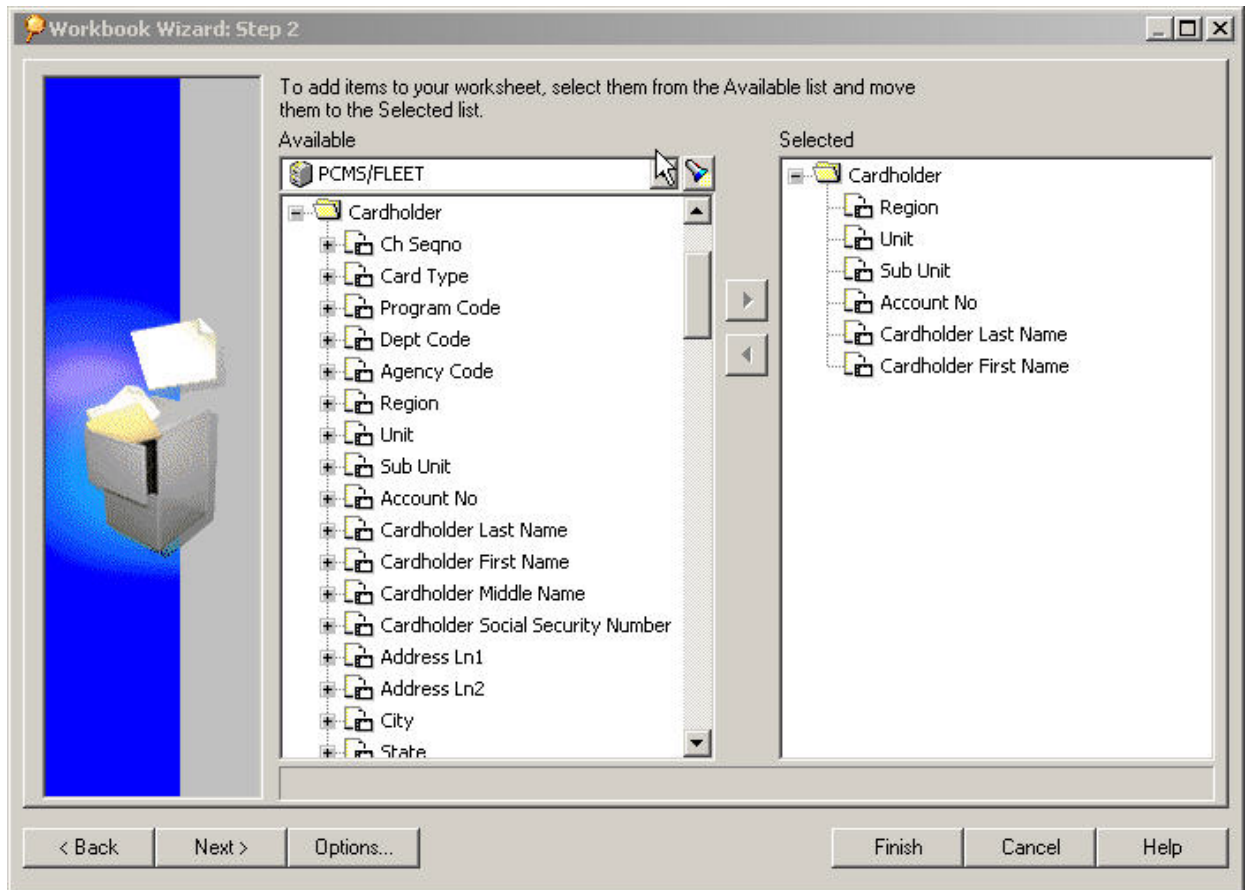 Workbook Wizard: Step 2
To add items to your worksheet, select them from the Available list and move
them to the Selected list.
Available
PCMS/FLEET
Cardholder
Ch Seqno
Card Type
Program Code
Dept Code
Agency Code
Region
Unit
Sub Unit
Account No
Cardholder Last Name
Cardholder First Name
Cardholder Middle Name
Cardholder Social Security Number
Address Ln1
Address Ln2
City
State
Selected
Cardholder
Region
Unit
Sub Unit
Account No
Cardholder Last Name
Cardholder First Name
< Back
Next >
Options...
Finish
Cancel
Help